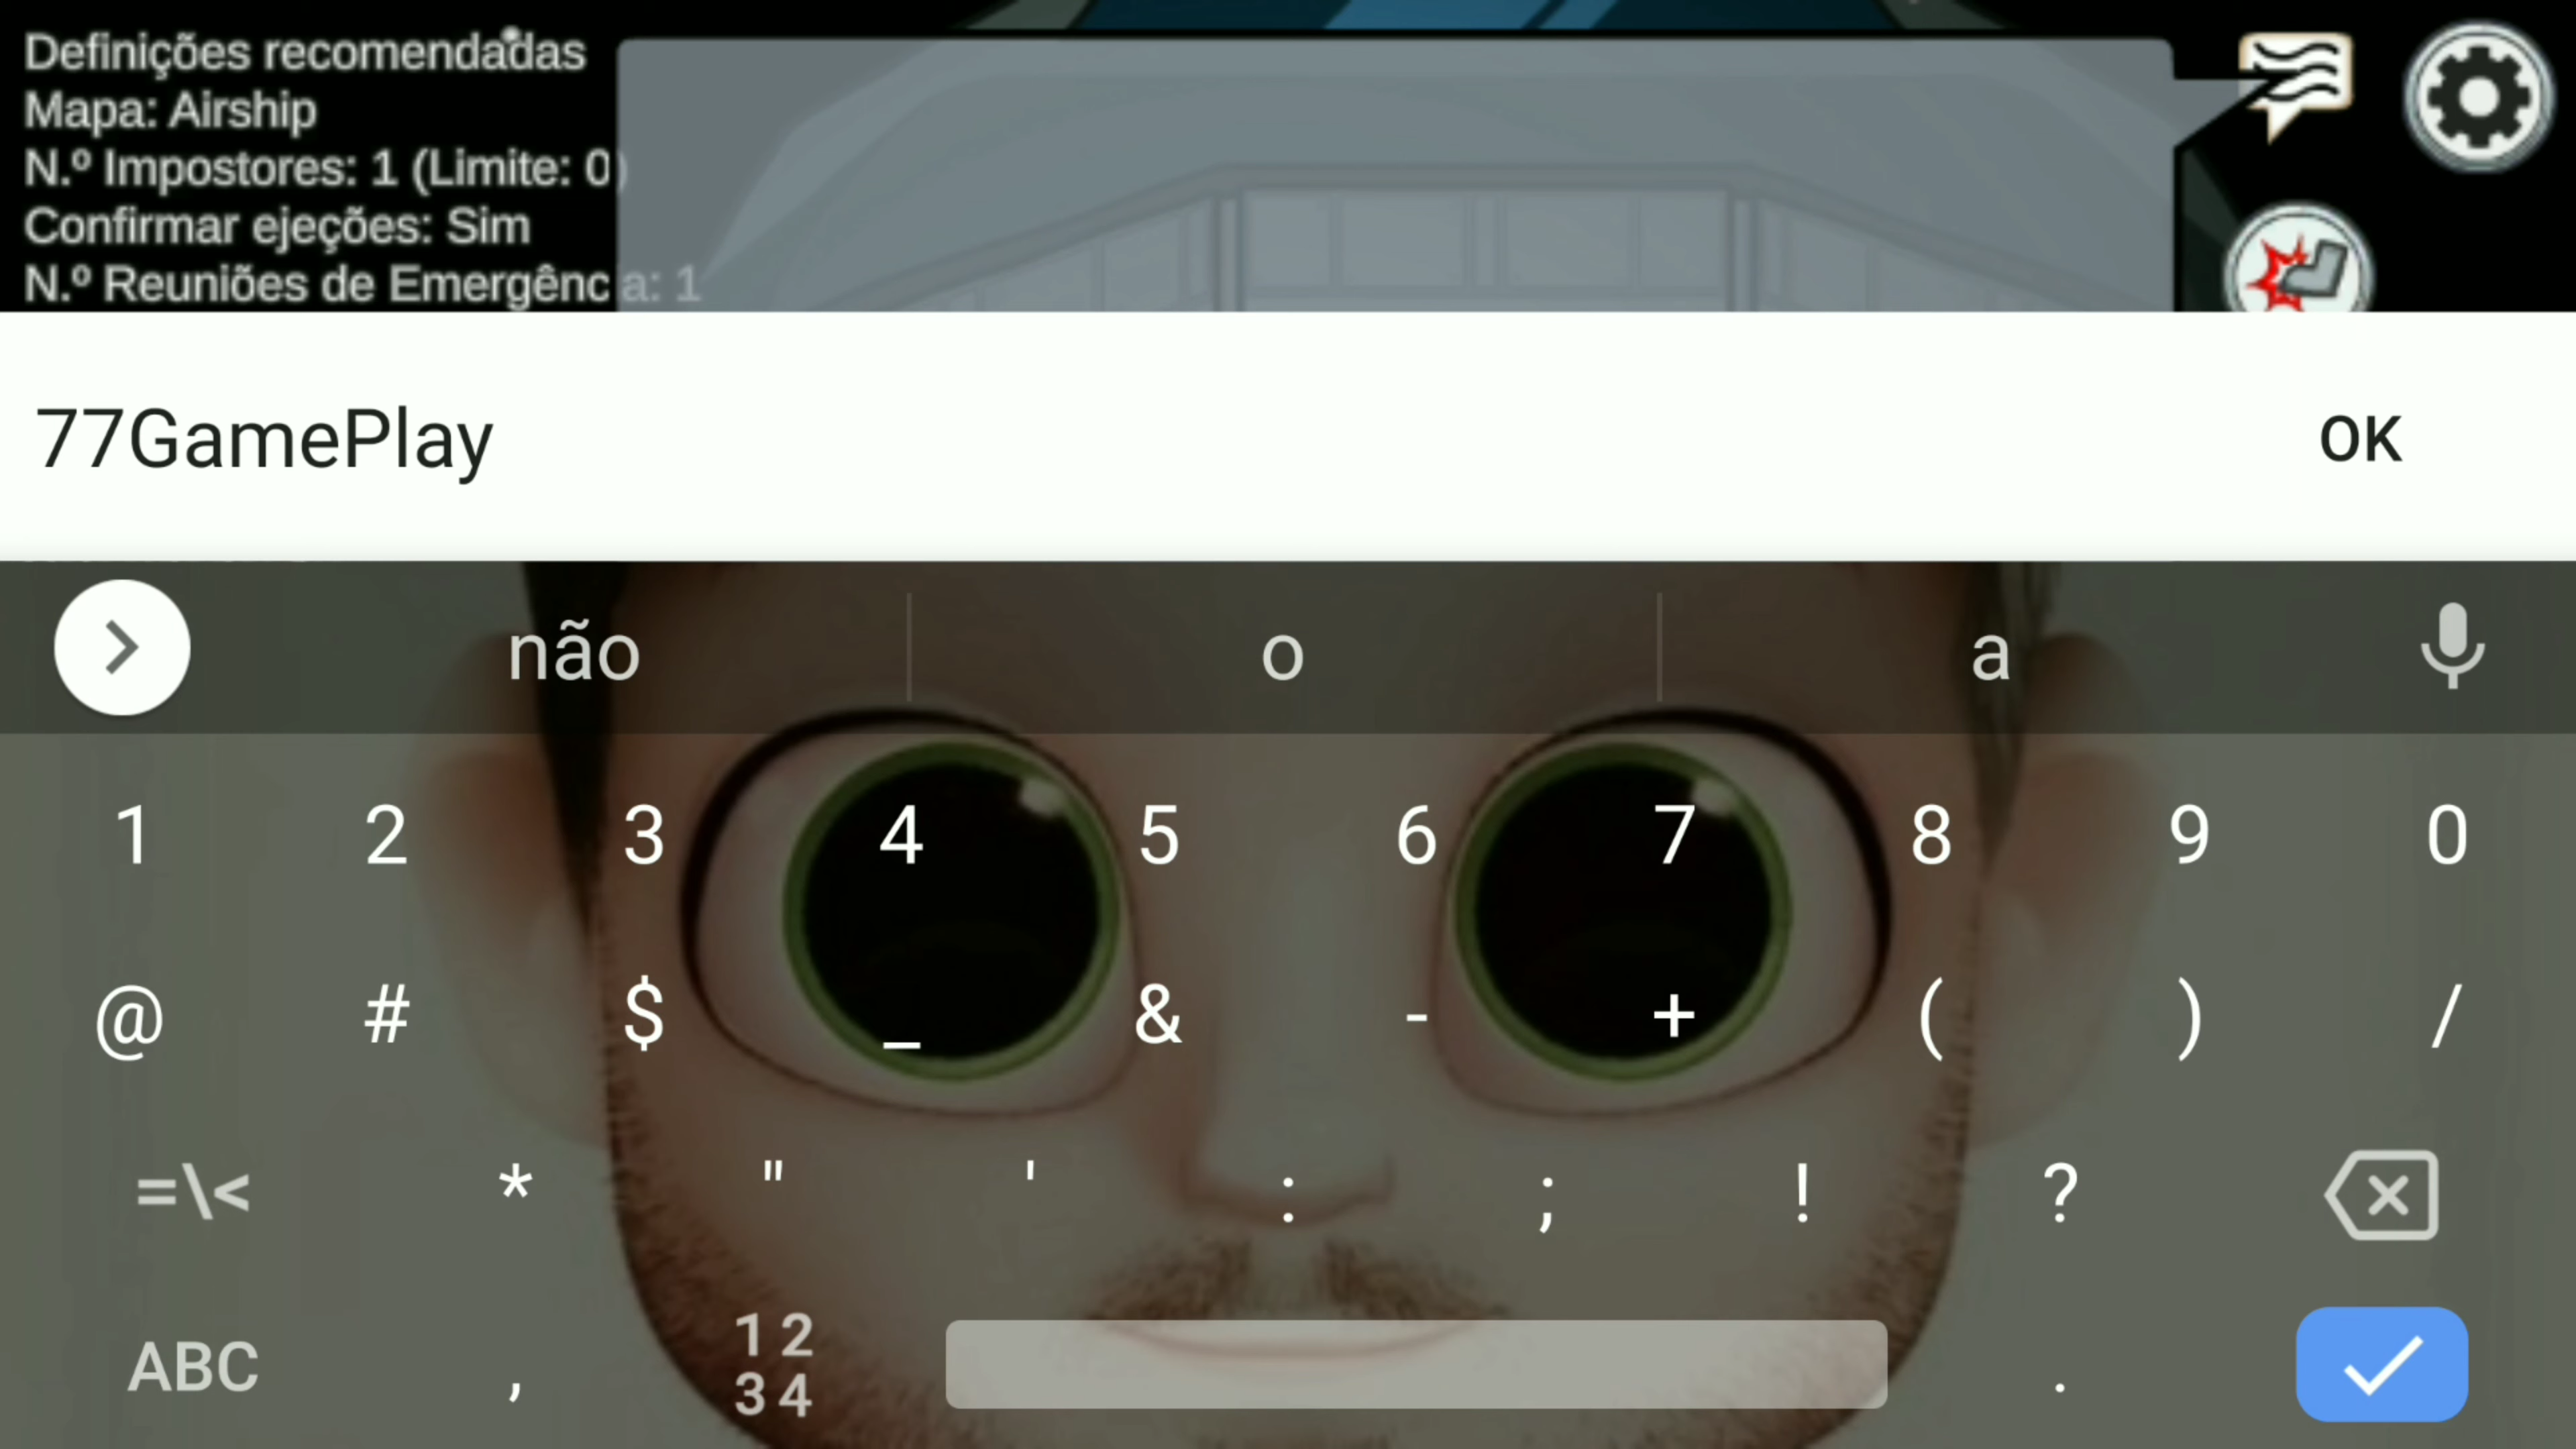 Definições recomendadas
Mapa: Airship
N.º Impostores: 1 (Limite: 0)
Confirmar ejeções: Sim
N.º Reuniões de Emergência: 1
77GamePlay OK
não o a
1 2 3 4 5 6 7 8 9 0
@ # $ _ & - + ( ) /
=\< * " ' : ; ! ?
ABC , 12 34 .